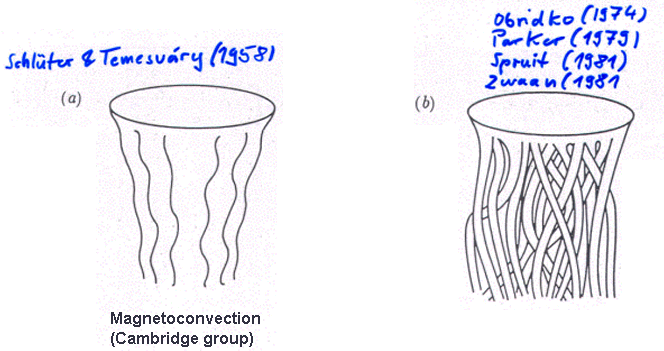 Schlüter & Temesváry (1958)
(a)
Magnetoconvection
(Cambridge group)
Obridko (1974)
Parker (1979)
Spruit (1981)
Zwaan (1981
(b)